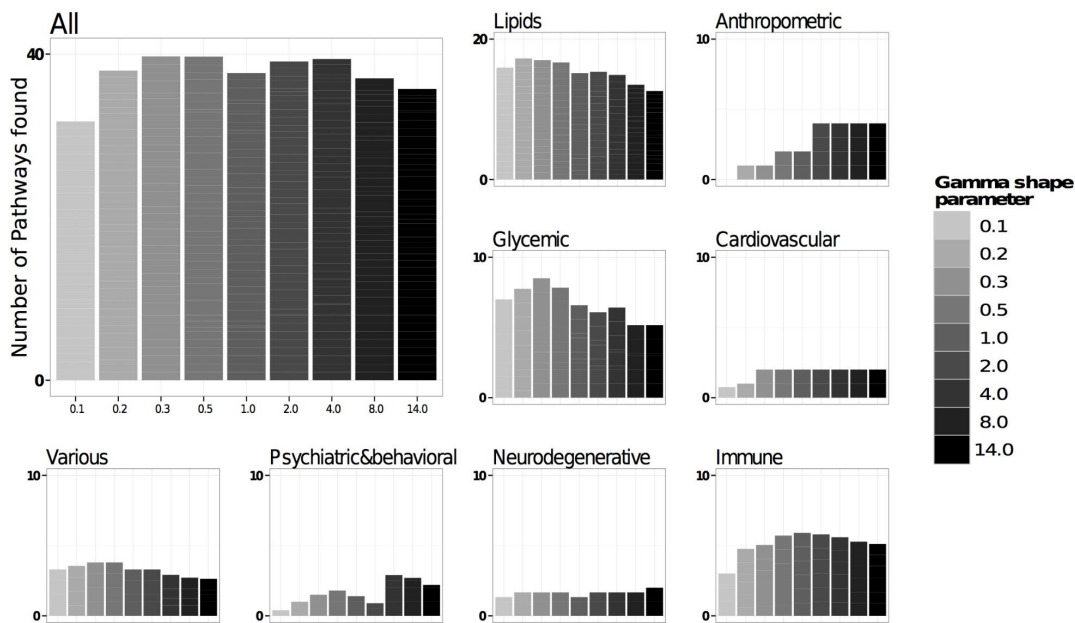 All
Number of Pathways found
40
0
0.1 0.2 0.3 0.5 1.0 2.0 4.0 8.0 14.0
Lipids
20
0
Anthropometric
10
0
Glycemic
10
0
Cardiovascular
10
0
Gamma shape
parameter
0.1
0.2
0.3
0.5
1.0
2.0
4.0
8.0
14.0
Various
10
0
Psychiatric&behavioral
10
0
Neurodegenerative
10
0
Immune
10
0